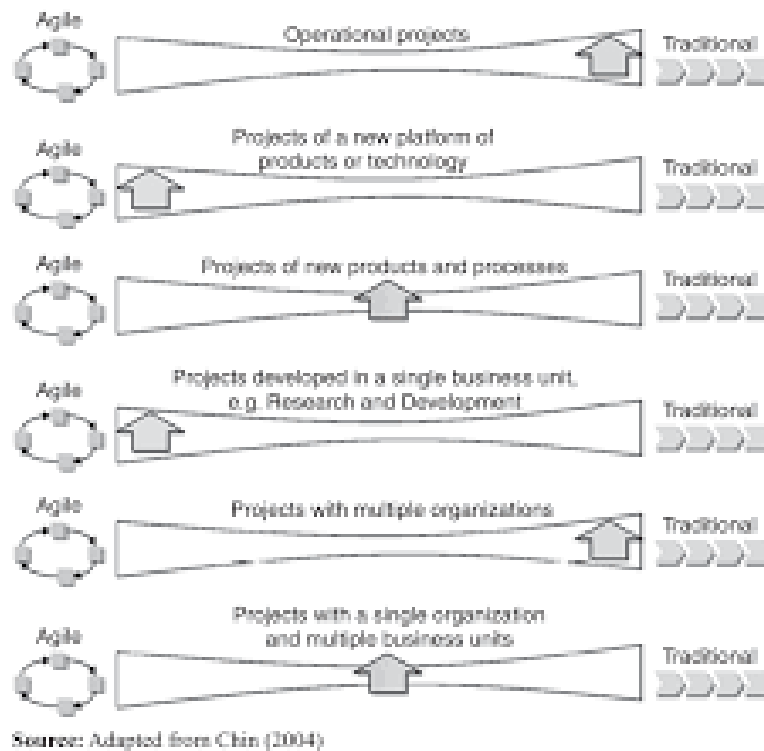 Agile
Operational projects
Traditional
Agile
Projects of a new platform of
products or technology
Traditional
Agile
Projects of new products and processes
Traditional
Agile
Projects developed in a single business unit,
e.g. Research and Development
Traditional
Agile
Projects with multiple organizations
Traditional
Agile
Projects with a single organization
and multiple business units
Traditional
Source: Adapted from Chin (2004)